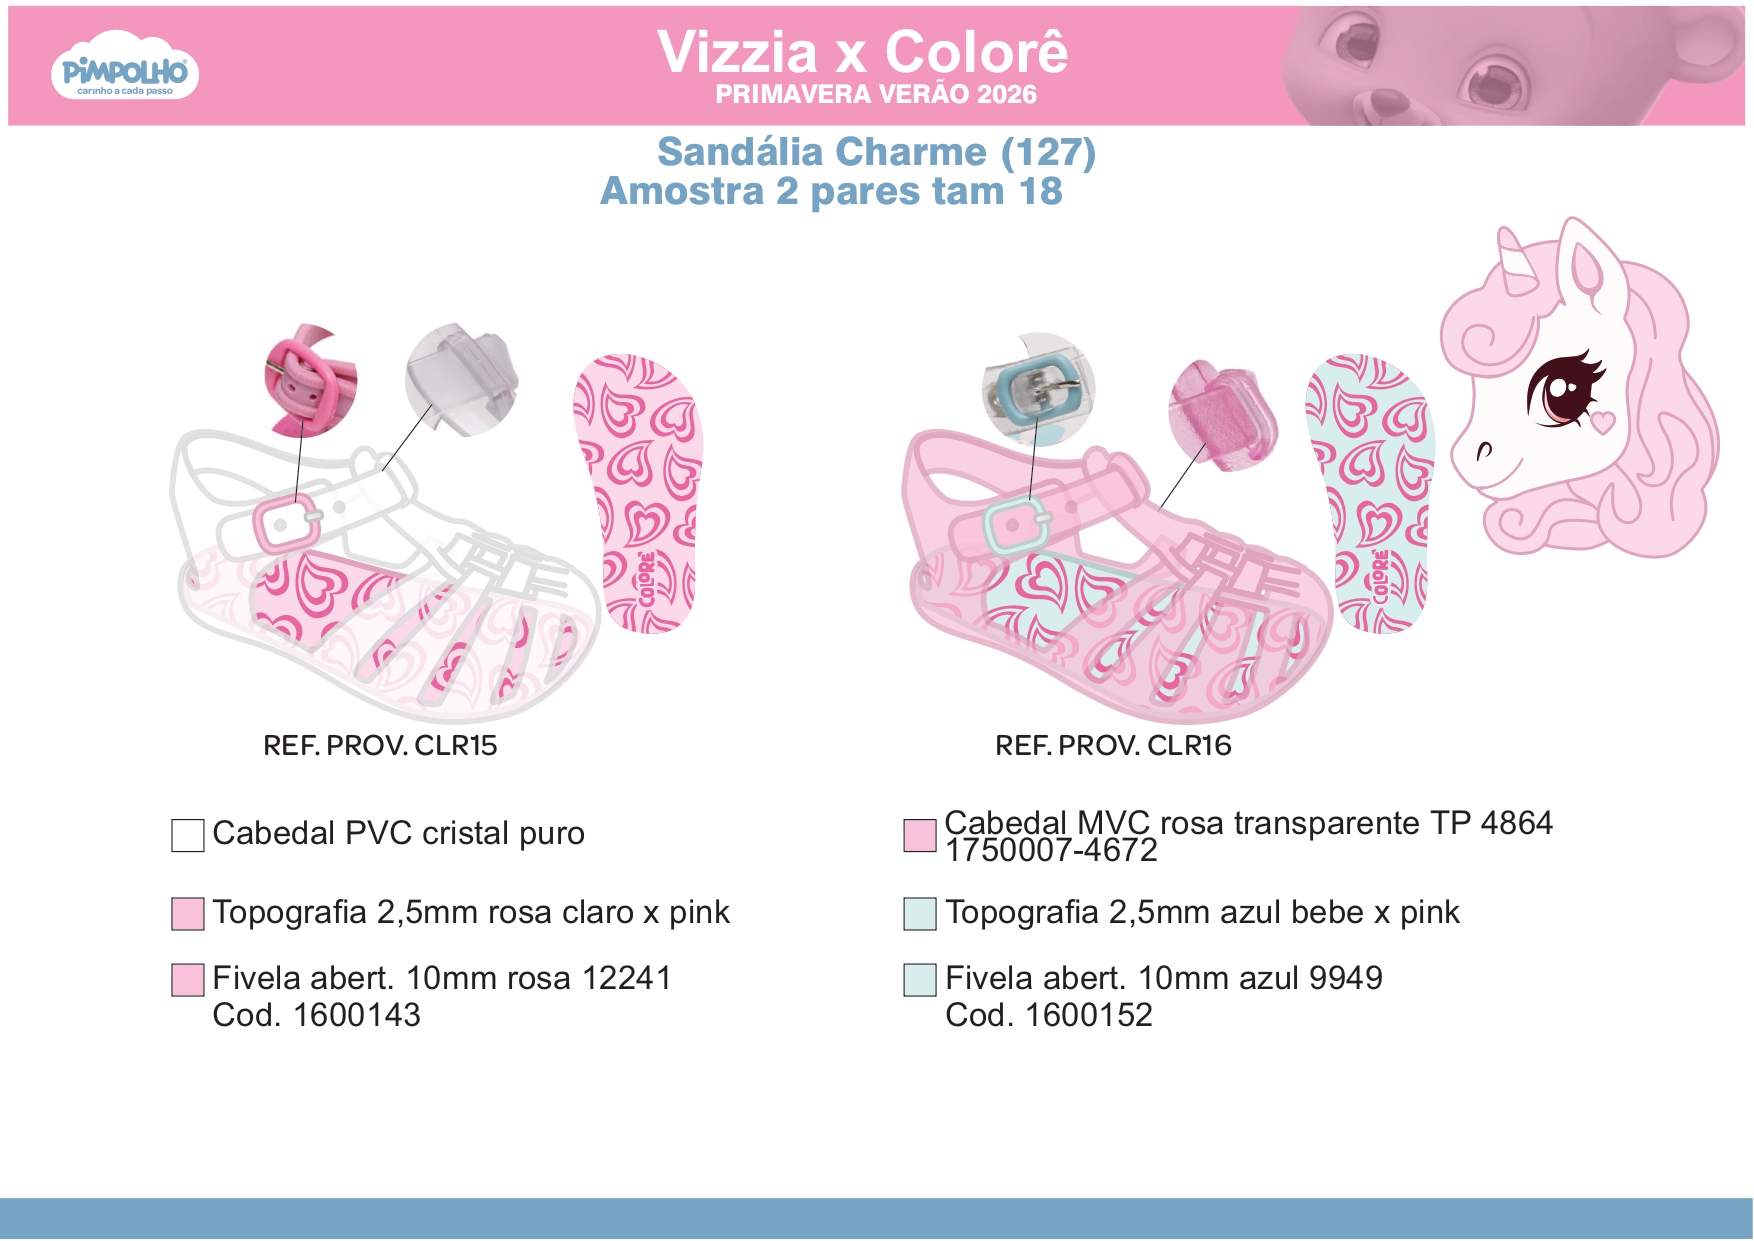 PiMPOLHO
carinho a cada passo
Vizzia x Colorê
PRIMAVERA VERÃO 2026
Sandália Charme (127)
Amostra 2 pares tam 18
COLORÊ
COLORÊ
REF. PROV. CLR15
REF. PROV. CLR16
Cabedal PVC cristal puro
Topografia 2,5mm rosa claro x pink
Fivela abert. 10mm rosa 12241
Cod. 1600143
Cabedal MVC rosa transparente TP 4864
1750007-4672
Topografia 2,5mm azul bebe x pink
Fivela abert. 10mm azul 9949
Cod. 1600152